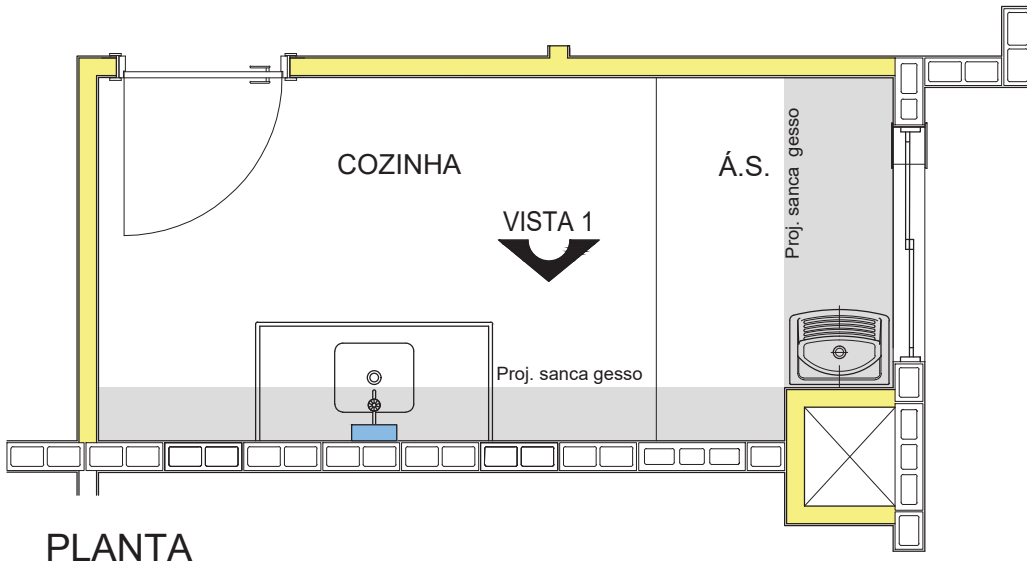 COZINHA
Á.S.
Proj. sanca gesso
VISTA 1
Proj. sanca gesso
PLANTA